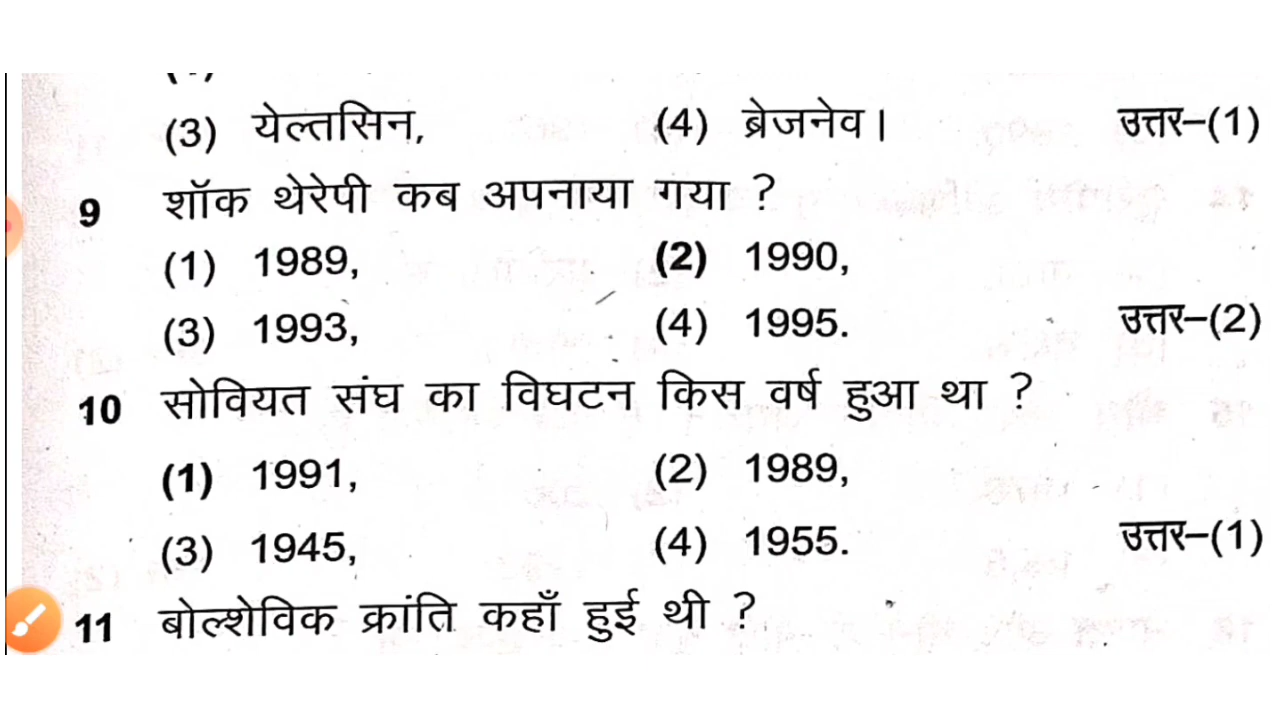 (3) येल्तसिन, (4) ब्रेजनेव। उत्तर–(1)
9 शॉक थेरेपी कब अपनाया गया ?
(1) 1989, (2) 1990,
(3) 1993, (4) 1995. उत्तर–(2)
10 सोवियत संघ का विघटन किस वर्ष हुआ था ?
(1) 1991, (2) 1989,
(3) 1945, (4) 1955. उत्तर–(1)
11 बोल्शेविक क्रांति कहाँ हुई थी ?